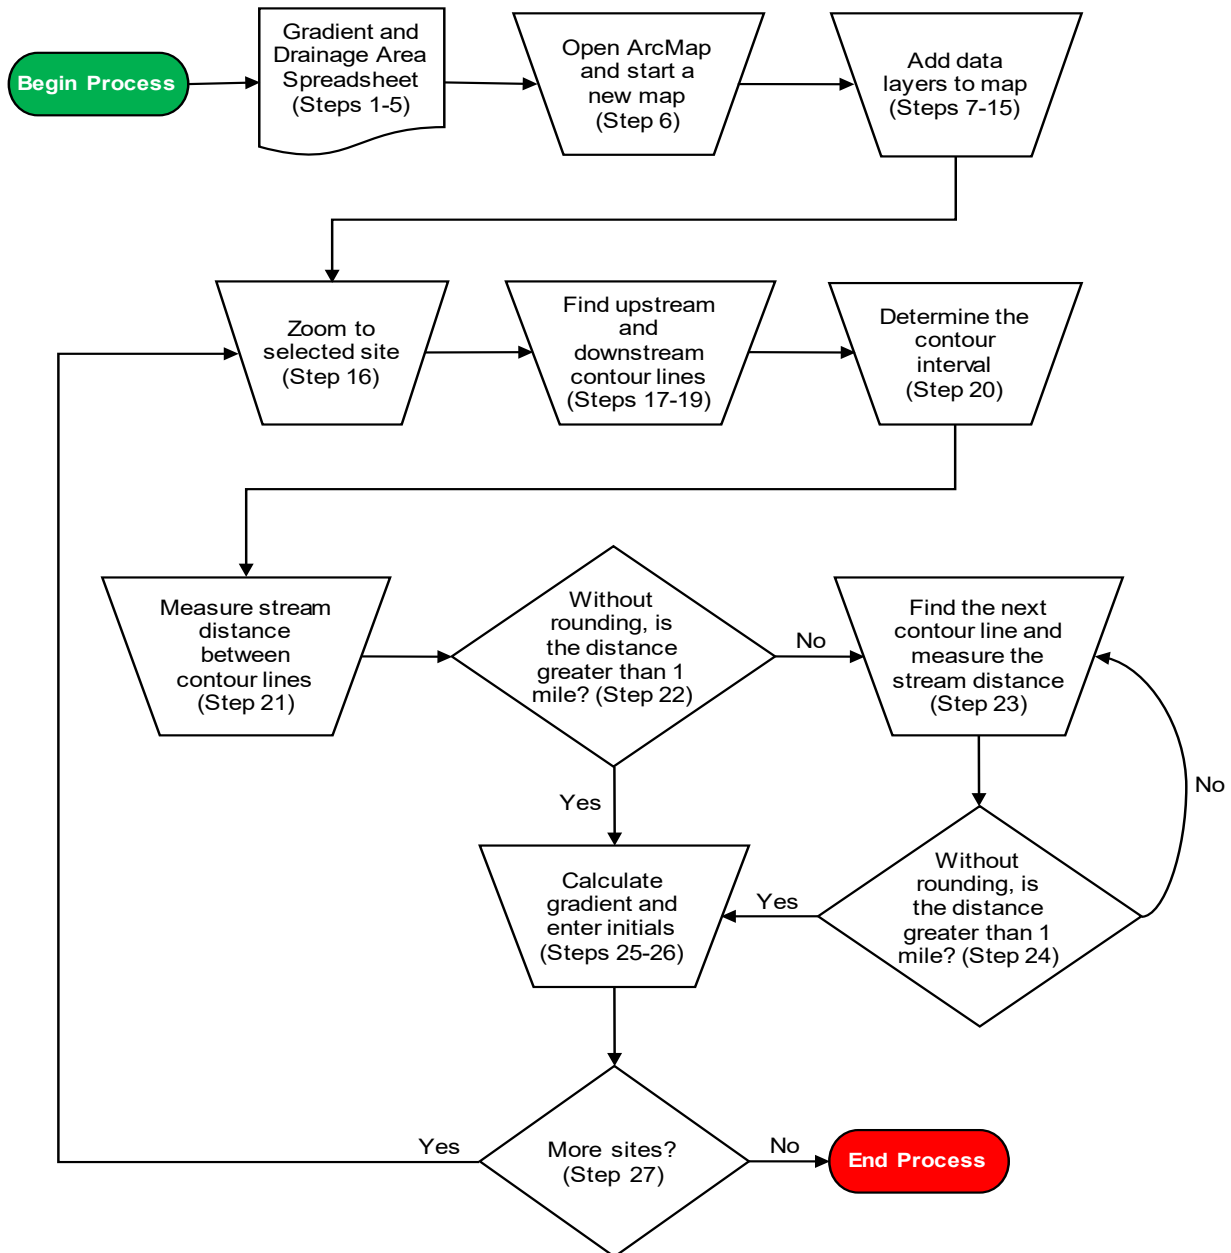 Begin Process
Gradient and
Drainage Area
Spreadsheet
(Steps 1-5)
Open ArcMap
and start a
new map
(Step 6)
Add data
layers to map
(Steps 7-15)
Zoom to
selected site
(Step 16)
Find upstream
and
downstream
contour lines
(Steps 17-19)
Determine the
contour
interval
(Step 20)
Measure stream
distance
between
contour lines
(Step 21)
Without
rounding, is
the distance
greater than 1
mile? (Step 22)
No
Find the next
contour line and
measure the
stream distance
(Step 23)
No
Yes
Calculate
gradient and
enter initials
(Steps 25-26)
Yes
Without
rounding, is
the distance
greater than 1
mile? (Step 24)
Yes
More sites?
(Step 27)
No
End Process